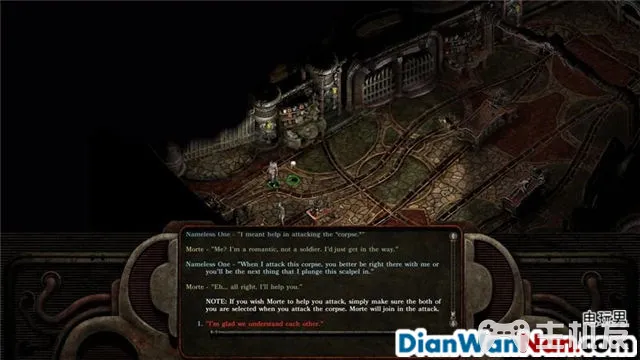 Nameless One - "I meant help in attacking the "corpse.""
Morte - "Me? I'm a romantic, not a soldier. I'd just get in the way."
Nameless One - "When I attack this corpse, you better be right there with me or
you'll be the next thing that I plunge this scalpel in."
Morte - "Eh... all right, I'll help you."
NOTE: If you wish Morte to help you attack, simply make sure the both of
you are selected when you attack the corpse. Morte will join in the attack.
1. "I'm glad we understand each other."
电玩男
DianWanNan.com